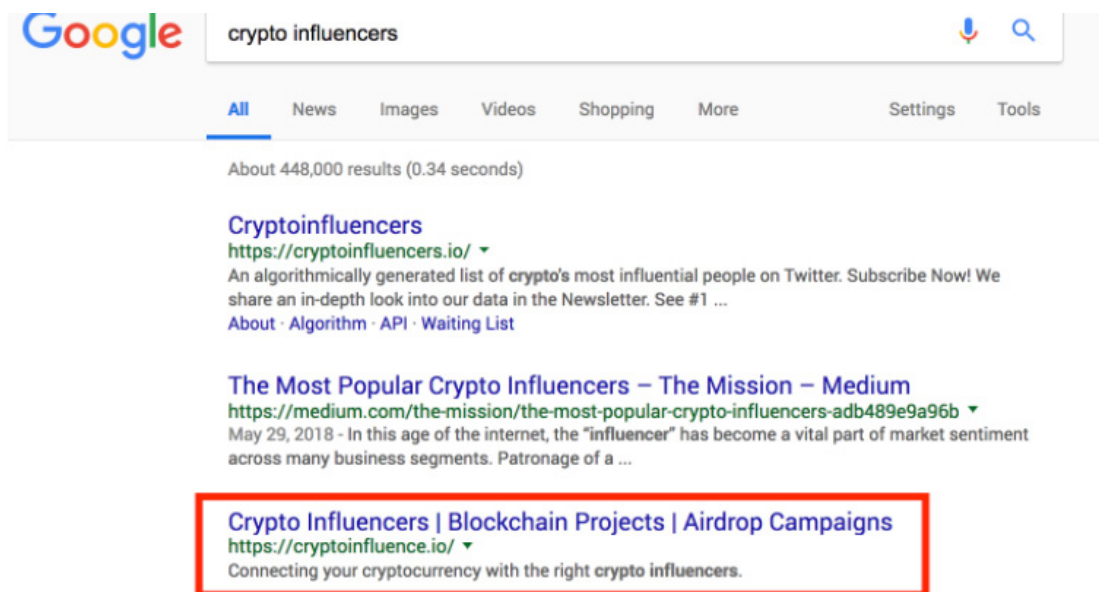 Google
crypto influencers
All News Images Videos Shopping More Settings Tools
About 448,000 results (0.34 seconds)
Cryptoinfluencers
https://cryptoinfluencers.io/
An algorithmically generated list of crypto's most influential people on Twitter. Subscribe Now! We
share an in-depth look into our data in the Newsletter. See #1 ...
About · Algorithm · API · Waiting List
The Most Popular Crypto Influencers – The Mission – Medium
https://medium.com/the-mission/the-most-popular-crypto-influencers-adb489e9a96b
May 29, 2018 - In this age of the internet, the "influencer" has become a vital part of market sentiment
across many business segments. Patronage of a ...
Crypto Influencers | Blockchain Projects | Airdrop Campaigns
https://cryptoinfluence.io/
Connecting your cryptocurrency with the right crypto influencers.